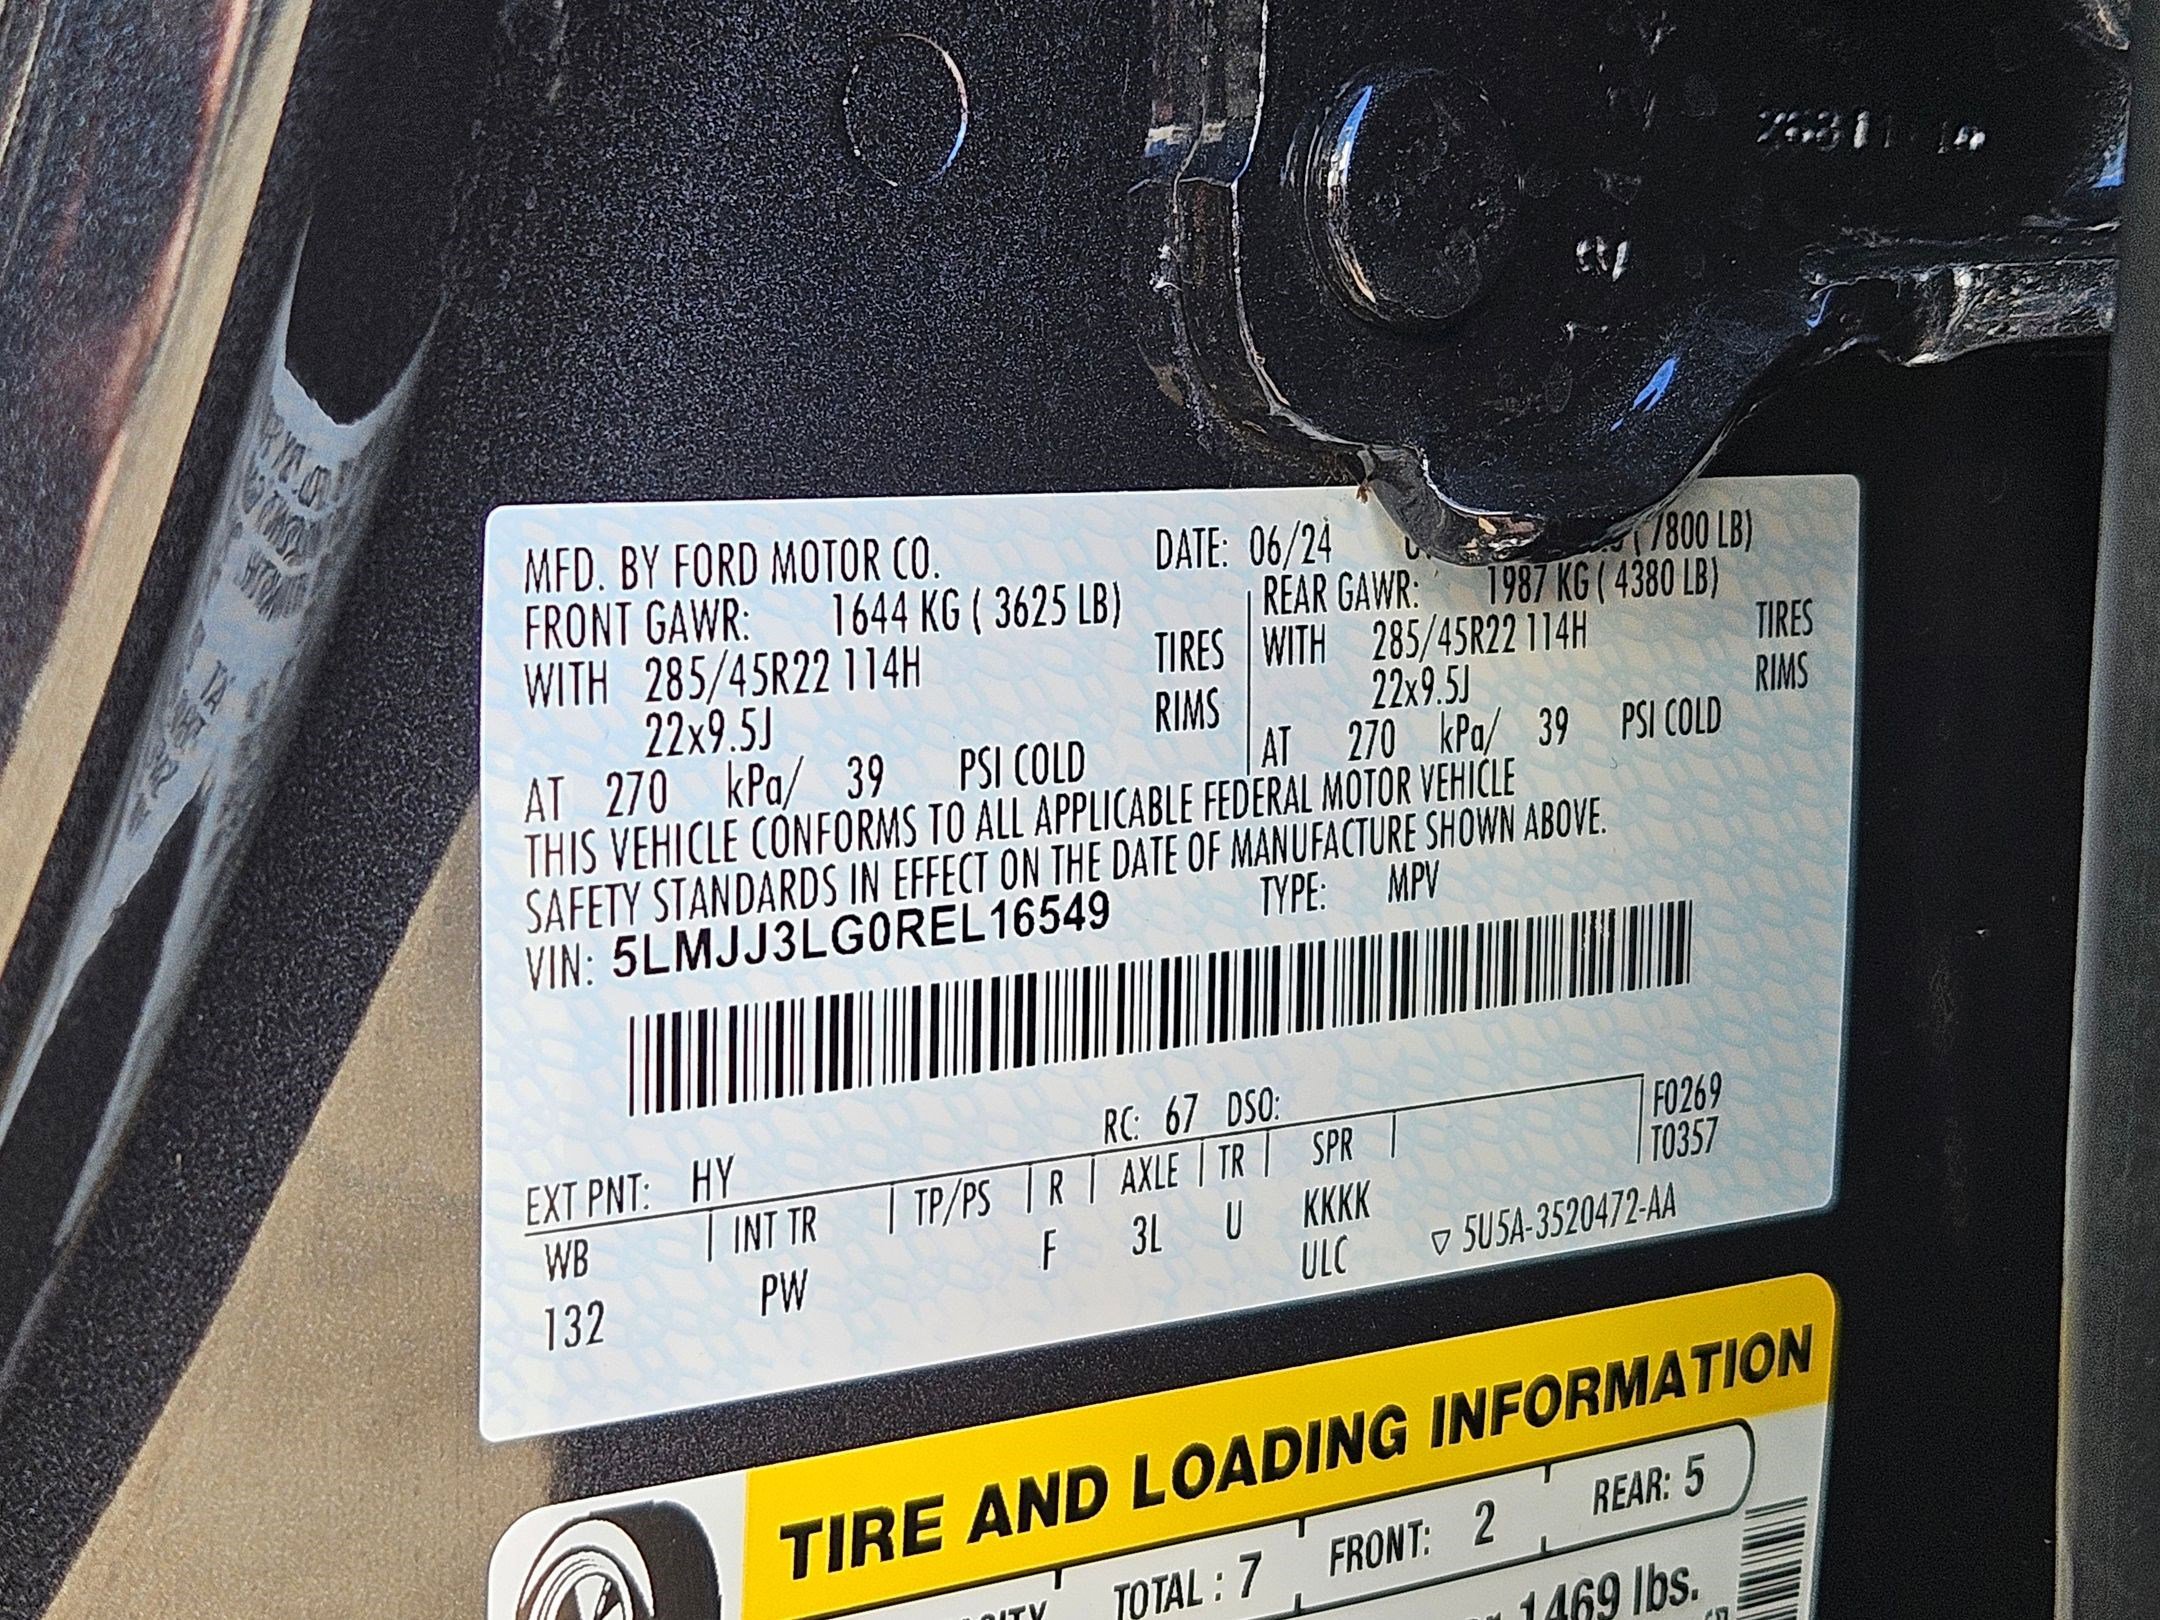 MFD. BY FORD MOTOR CO. DATE: 06/24 7800 LB)
FRONT GAWR: 1644 KG ( 3625 LB) REAR GAWR: 1987 KG ( 4380 LB)
WITH 285/45R22 114H TIRES WITH 285/45R22 114H TIRES
22x9.5J RIMS 22x9.5J RIMS
AT 270 kPa/ 39 PSI COLD AT 270 kPa/ 39 PSI COLD
THIS VEHICLE CONFORMS TO ALL APPLICABLE FEDERAL MOTOR VEHICLE
SAFETY STANDARDS IN EFFECT ON THE DATE OF MANUFACTURE SHOWN ABOVE.
VIN: 5LMJJ3LG0REL16549 TYPE: MPV
EXT PNT: HY RC: 67 DSO: F0269
WB INT TR TP/PS R AXLE TR SPR T0357
132 PW F 3L U KKKK
ULC ▽ 5U5A-3520472-AA
TIRE AND LOADING INFORMATION
TOTAL : 7 FRONT: 2 REAR: 5
1469 lbs.